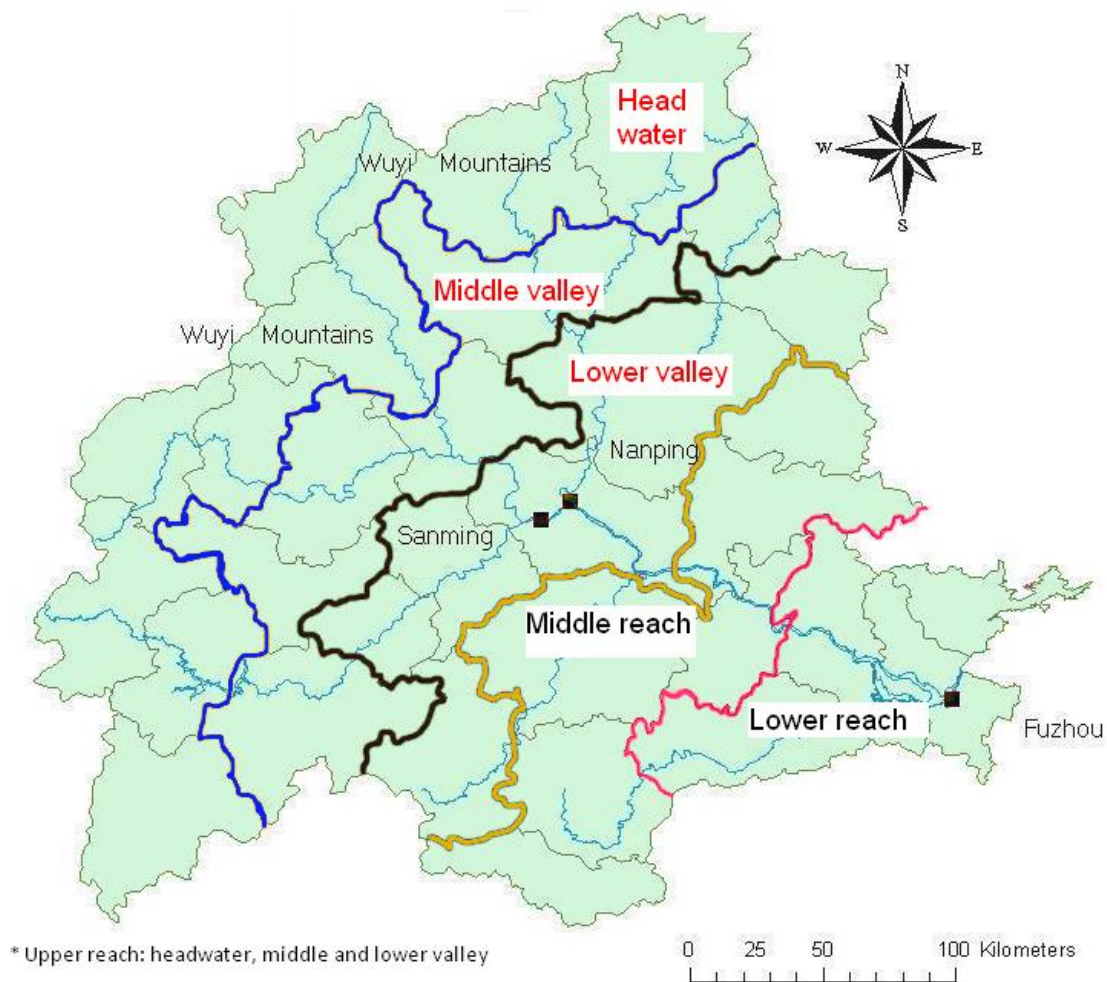 Head
water
N
W
E
S
Wuyi Mountains
Middle valley
Wuyi Mountains
Lower valley
Nanping
Sanming
Middle reach
Lower reach
Fuzhou
* Upper reach: headwater, middle and lower valley
0 25 50 100 Kilometers